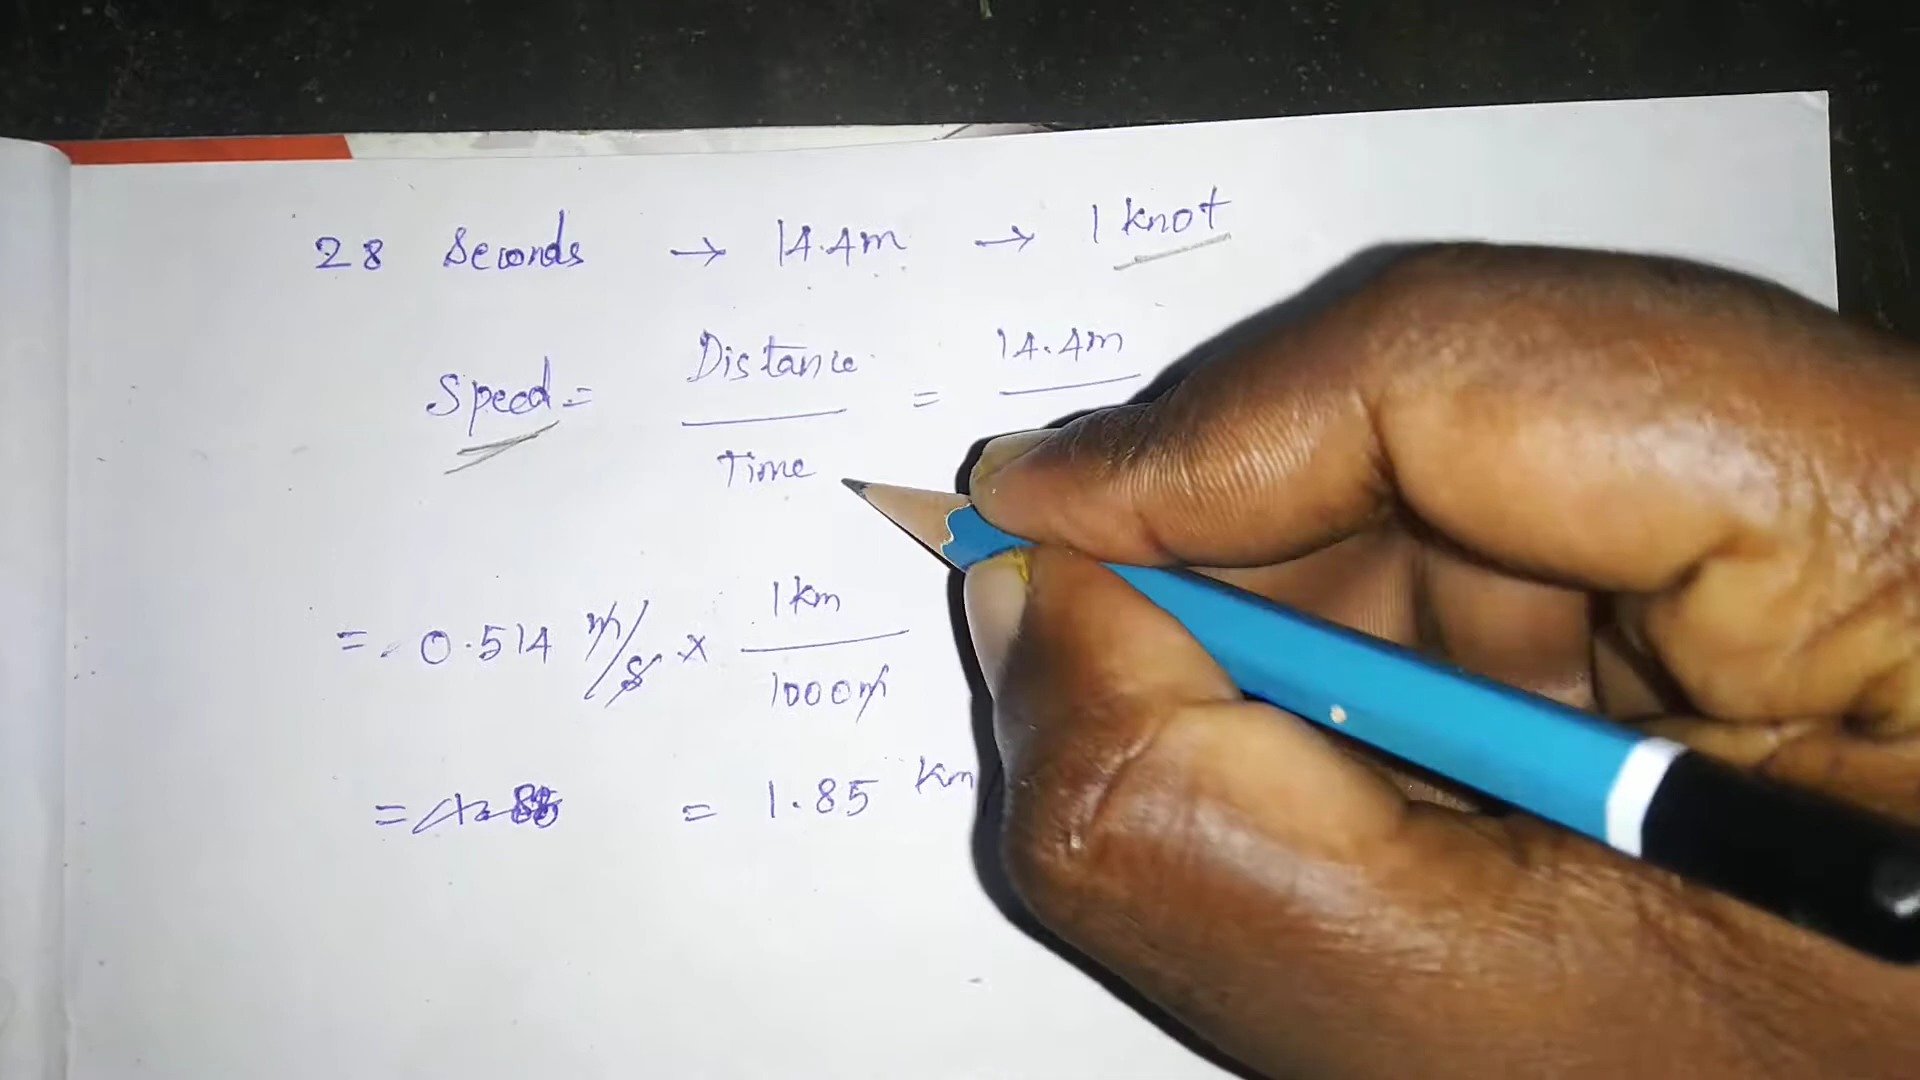 28 Seconds → 14.4m → 1 knot
Speed = Distance / Time = 14.4m
= 0.514 m/s × 1km / 1000m
= = 1.85 km